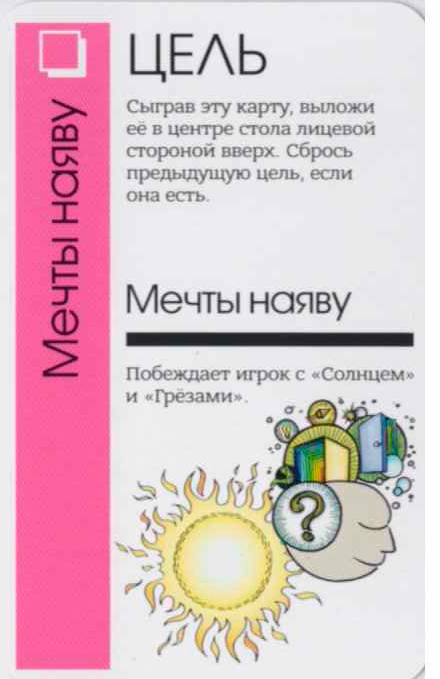 Мечты наяву
ЦЕЛЬ
Сыграв эту карту, выложи
её в центре стола лицевой
стороной вверх. Сбрось
предыдущую цель, если
она есть.
Мечты наяву
Побеждает игрок с «Солнцем»
и «Грёзами».
?